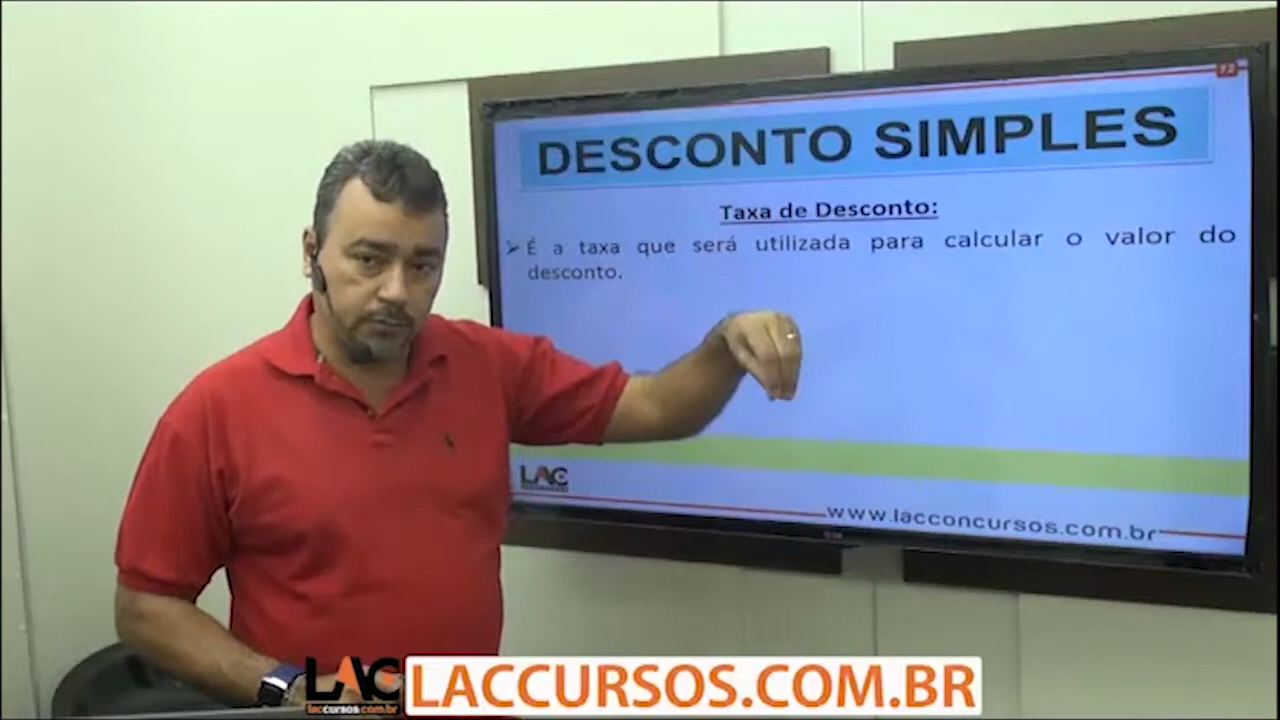 DESCONTO SIMPLES
Taxa de Desconto:
➢ É a taxa que será utilizada para calcular o valor do
desconto.
LAC
www.lacconcursos.com.br
LAC
laccursos.com.br
LACCURSOS.COM.BR